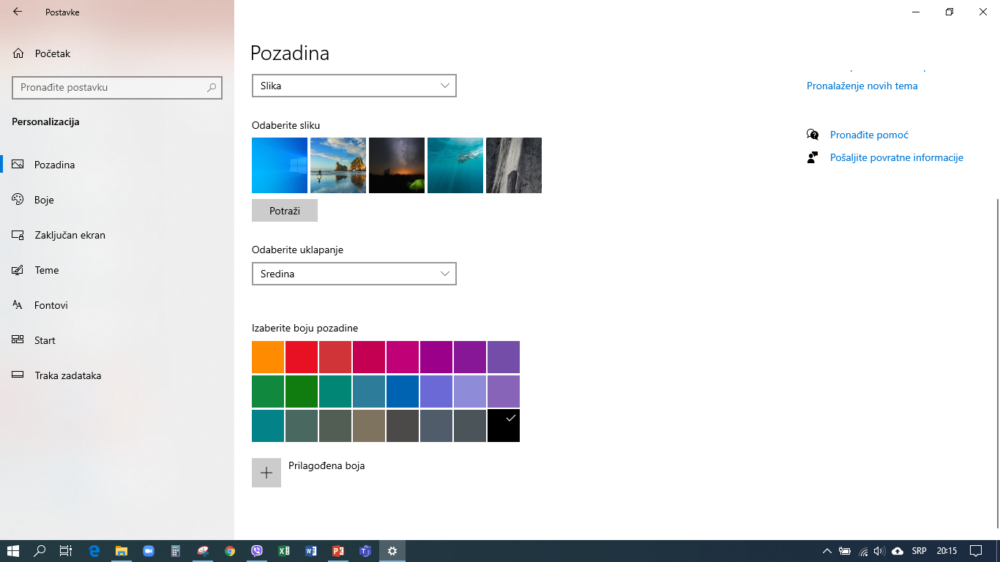 Postavke
Početak
Pronađite postavku
Personalizacija
Pozadina
Boje
Zaključan ekran
Teme
Fontovi
Start
Traka zadataka
Pozadina
Slika
Odaberite sliku
Potraži
Odaberite uklapanje
Sredina
Izaberite boju pozadine
Prilagođena boja
Pronalaženje novih tema
Pronađite pomoć
Pošaljite povratne informacije
SRP
20:15